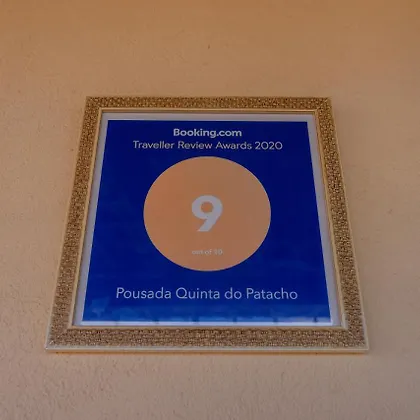 Booking.com
Traveller Review Awards 2020
9
out of 10
Pousada Quinta do Patacho